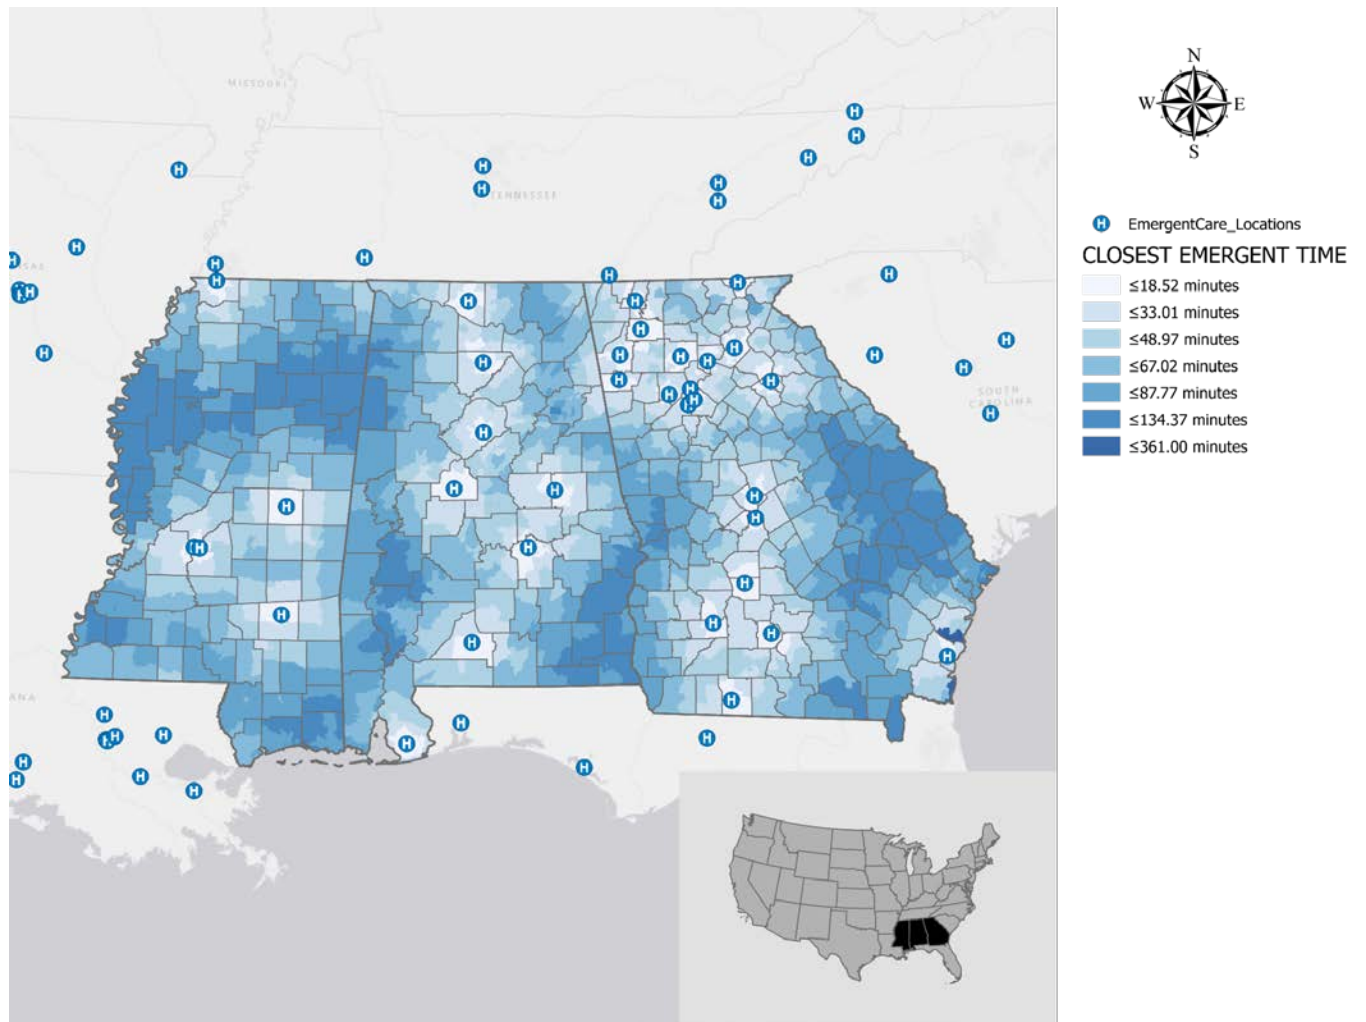 MISSOURI
N
W E
S
TENNESSEE
H EmergentCare_Locations
CLOSEST EMERGENT TIME
≤18.52 minutes
≤33.01 minutes
≤48.97 minutes
≤67.02 minutes
≤87.77 minutes
≤134.37 minutes
≤361.00 minutes
SOUTH
CAROLINA
ANA